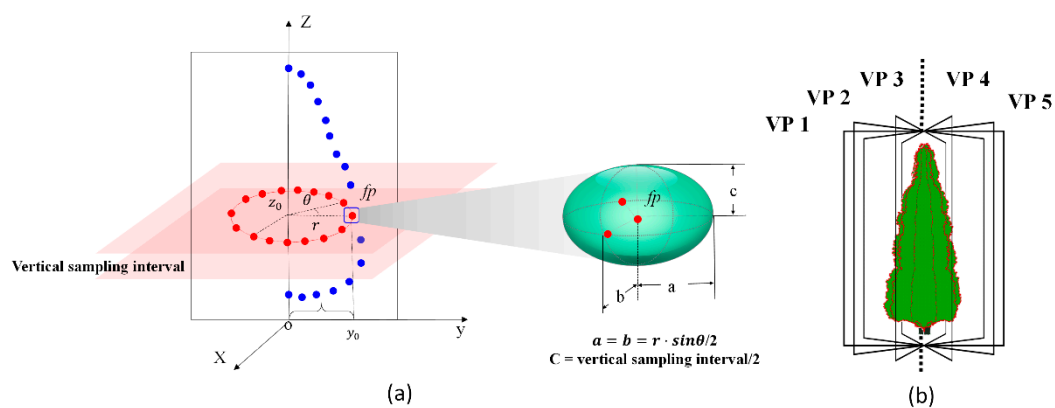 Z
fp
z₀
θ
r
Vertical sampling interval
o
y₀
y
X
(a)
fp
c
b
a
a = b = r · sinθ/2
C = vertical sampling interval/2
VP 3
VP 4
VP 2
VP 5
VP 1
(b)